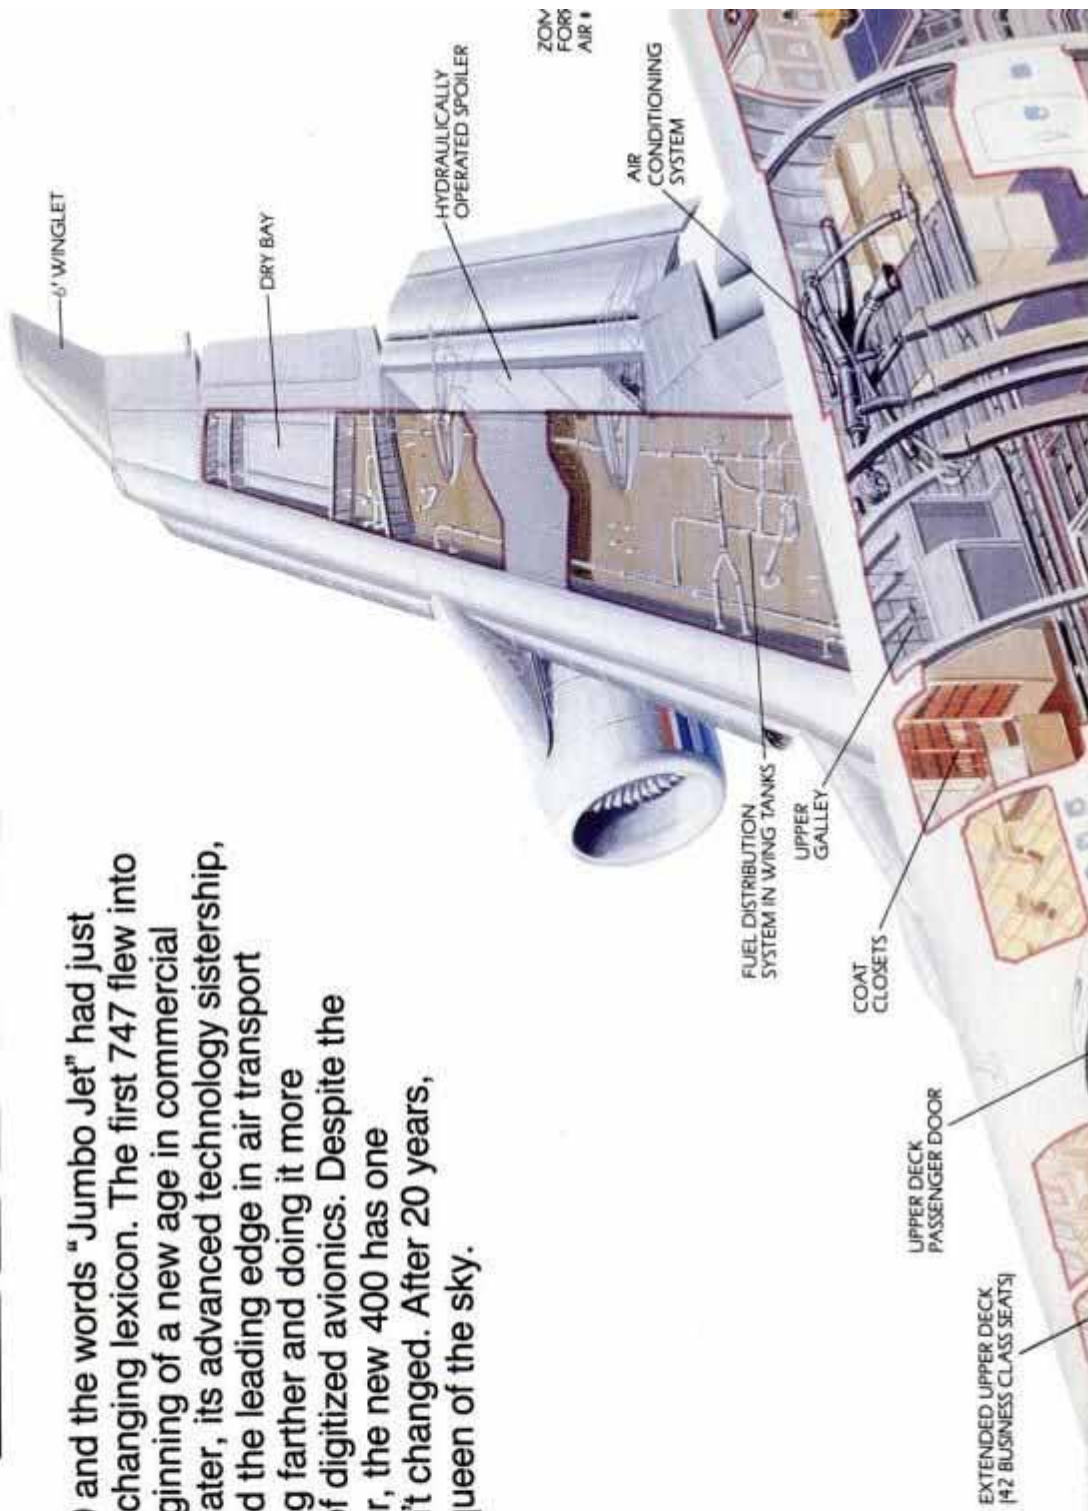 and the words “Jumbo Jet” had just
changing lexicon. The first 747 flew into
ginning of a new age in commercial
ater, its advanced technology sistership,
d the leading edge in air transport
g farther and doing it more
f digitized avionics. Despite the
r, the new 400 has one
’t changed. After 20 years,
ueen of the sky.
6' WINGLET
DRY BAY
HYDRAULICALLY
OPERATED SPOILER
ZON
FORS
AIR
AIR
CONDITIONING
SYSTEM
FUEL DISTRIBUTION
SYSTEM IN WING TANKS
UPPER
GALLEY
COAT
CLOSETS
UPPER DECK
PASSENGER DOOR
EXTENDED UPPER DECK
(42 BUSINESS CLASS SEATS)